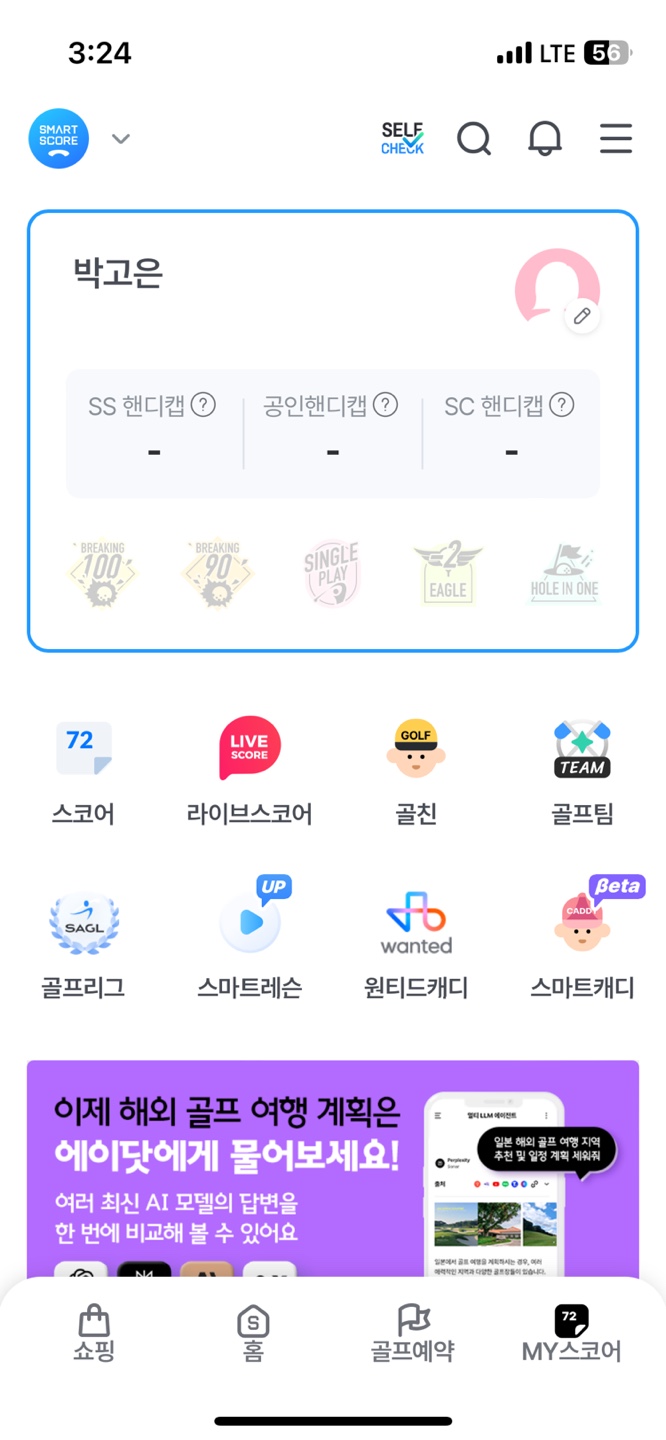 3:24
LTE 56
SMART
SCORE
SELF
CHECK
박고은
SS 핸디캡 ?
공인핸디캡 ?
SC 핸디캡 ?
-
-
-
BREAKING
100
BREAKING
90
SINGLE
PLAY
2
EAGLE
HOLE IN ONE
72
LIVE
SCORE
GOLF
TEAM
스코어
라이브스코어
골친
골프팀
SAGL
UP
wanted
CADDY
βeta
골프리그
스마트레슨
원티드캐디
스마트캐디
이제 해외 골프 여행 계획은
에이닷에게 물어보세요!
여러 최신 AI 모델의 답변을
한 번에 비교해 볼 수 있어요
멀티 LLM 에이전트
일본 해외 골프 여행 지역
추천 및 일정 계획 세워줘
Perplexity
Sonar
출처
일본에서 골프 여행을 계획하시는 경우, 여러
매력적인 지역과 다양한 골프장들이 있습니다.
S
72
쇼핑
홈
골프예약
MY스코어